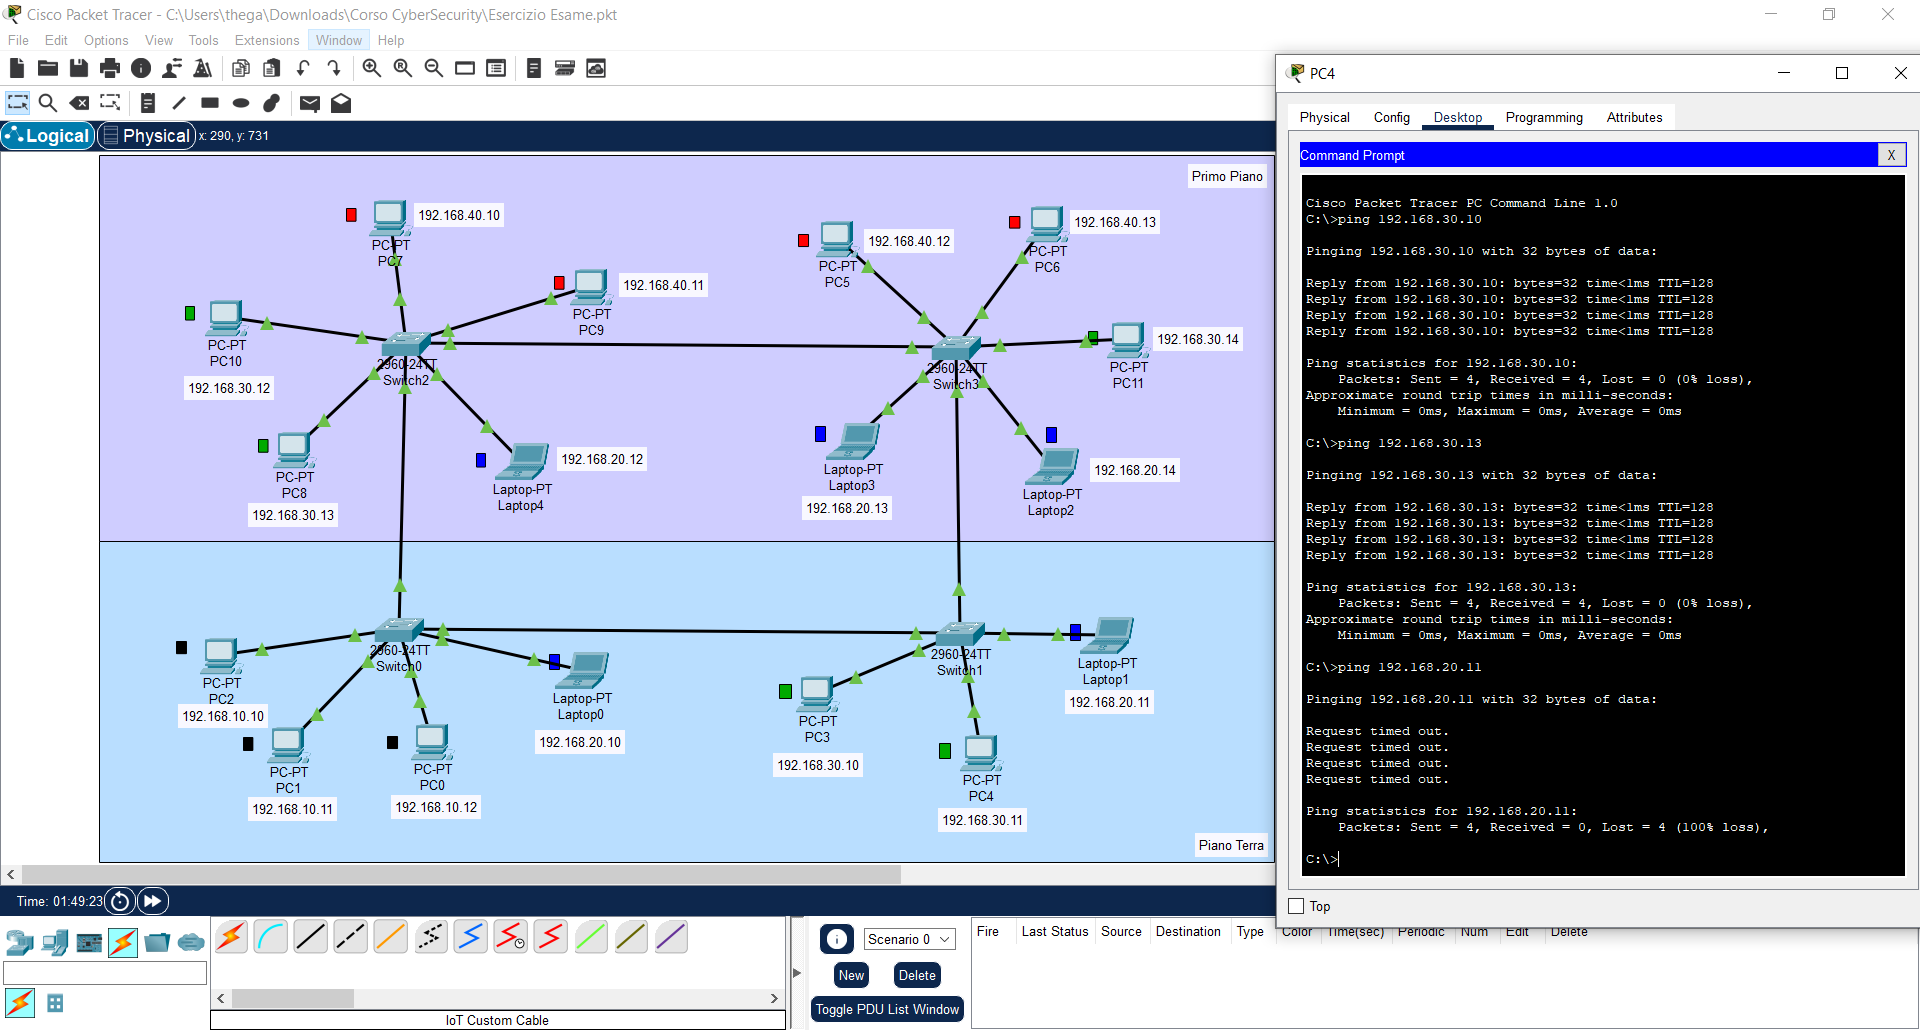 Cisco Packet Tracer - C:\Users\thega\Downloads\Corso CyberSecurity\Esercizio Esame.pkt
File Edit Options View Tools Extensions Window Help
Logical Physical x: 290, y: 731
Primo Piano
192.168.40.10
PC-PT
PC7
192.168.40.12
PC-PT
PC5
192.168.40.13
PC-PT
PC6
192.168.40.11
PC-PT
PC9
PC-PT
PC10
192.168.30.12
2960-24TT
Switch2
2960-24TT
Switch3
192.168.30.14
PC-PT
PC11
PC-PT
PC8
192.168.30.13
192.168.20.12
Laptop-PT
Laptop4
Laptop-PT
Laptop3
192.168.20.13
192.168.20.14
Laptop-PT
Laptop2
2960-24TT
Switch0
2960-24TT
Switch1
PC-PT
PC2
192.168.10.10
PC-PT
PC1
192.168.10.11
PC-PT
PC0
192.168.10.12
Laptop-PT
Laptop0
192.168.20.10
PC-PT
PC3
192.168.30.10
PC-PT
PC4
192.168.30.11
Laptop-PT
Laptop1
192.168.20.11
Piano Terra
PC4
Physical Config Desktop Programming Attributes
Command Prompt X
Cisco Packet Tracer PC Command Line 1.0
C:\>ping 192.168.30.10
Pinging 192.168.30.10 with 32 bytes of data:
Reply from 192.168.30.10: bytes=32 time<1ms TTL=128
Reply from 192.168.30.10: bytes=32 time<1ms TTL=128
Reply from 192.168.30.10: bytes=32 time<1ms TTL=128
Reply from 192.168.30.10: bytes=32 time<1ms TTL=128
Ping statistics for 192.168.30.10:
Packets: Sent = 4, Received = 4, Lost = 0 (0% loss),
Approximate round trip times in milli-seconds:
Minimum = 0ms, Maximum = 0ms, Average = 0ms
C:\>ping 192.168.30.13
Pinging 192.168.30.13 with 32 bytes of data:
Reply from 192.168.30.13: bytes=32 time<1ms TTL=128
Reply from 192.168.30.13: bytes=32 time<1ms TTL=128
Reply from 192.168.30.13: bytes=32 time<1ms TTL=128
Reply from 192.168.30.13: bytes=32 time<1ms TTL=128
Ping statistics for 192.168.30.13:
Packets: Sent = 4, Received = 4, Lost = 0 (0% loss),
Approximate round trip times in milli-seconds:
Minimum = 0ms, Maximum = 0ms, Average = 0ms
C:\>ping 192.168.20.11
Pinging 192.168.20.11 with 32 bytes of data:
Request timed out.
Request timed out.
Request timed out.
Request timed out.
Ping statistics for 192.168.20.11:
Packets: Sent = 4, Received = 0, Lost = 4 (100% loss),
C:\>
Top
Time: 01:49:23
Scenario 0
New Delete
Toggle PDU List Window
Fire Last Status Source Destination Type Color Time(sec) Periodic Num Edit Delete
IoT Custom Cable